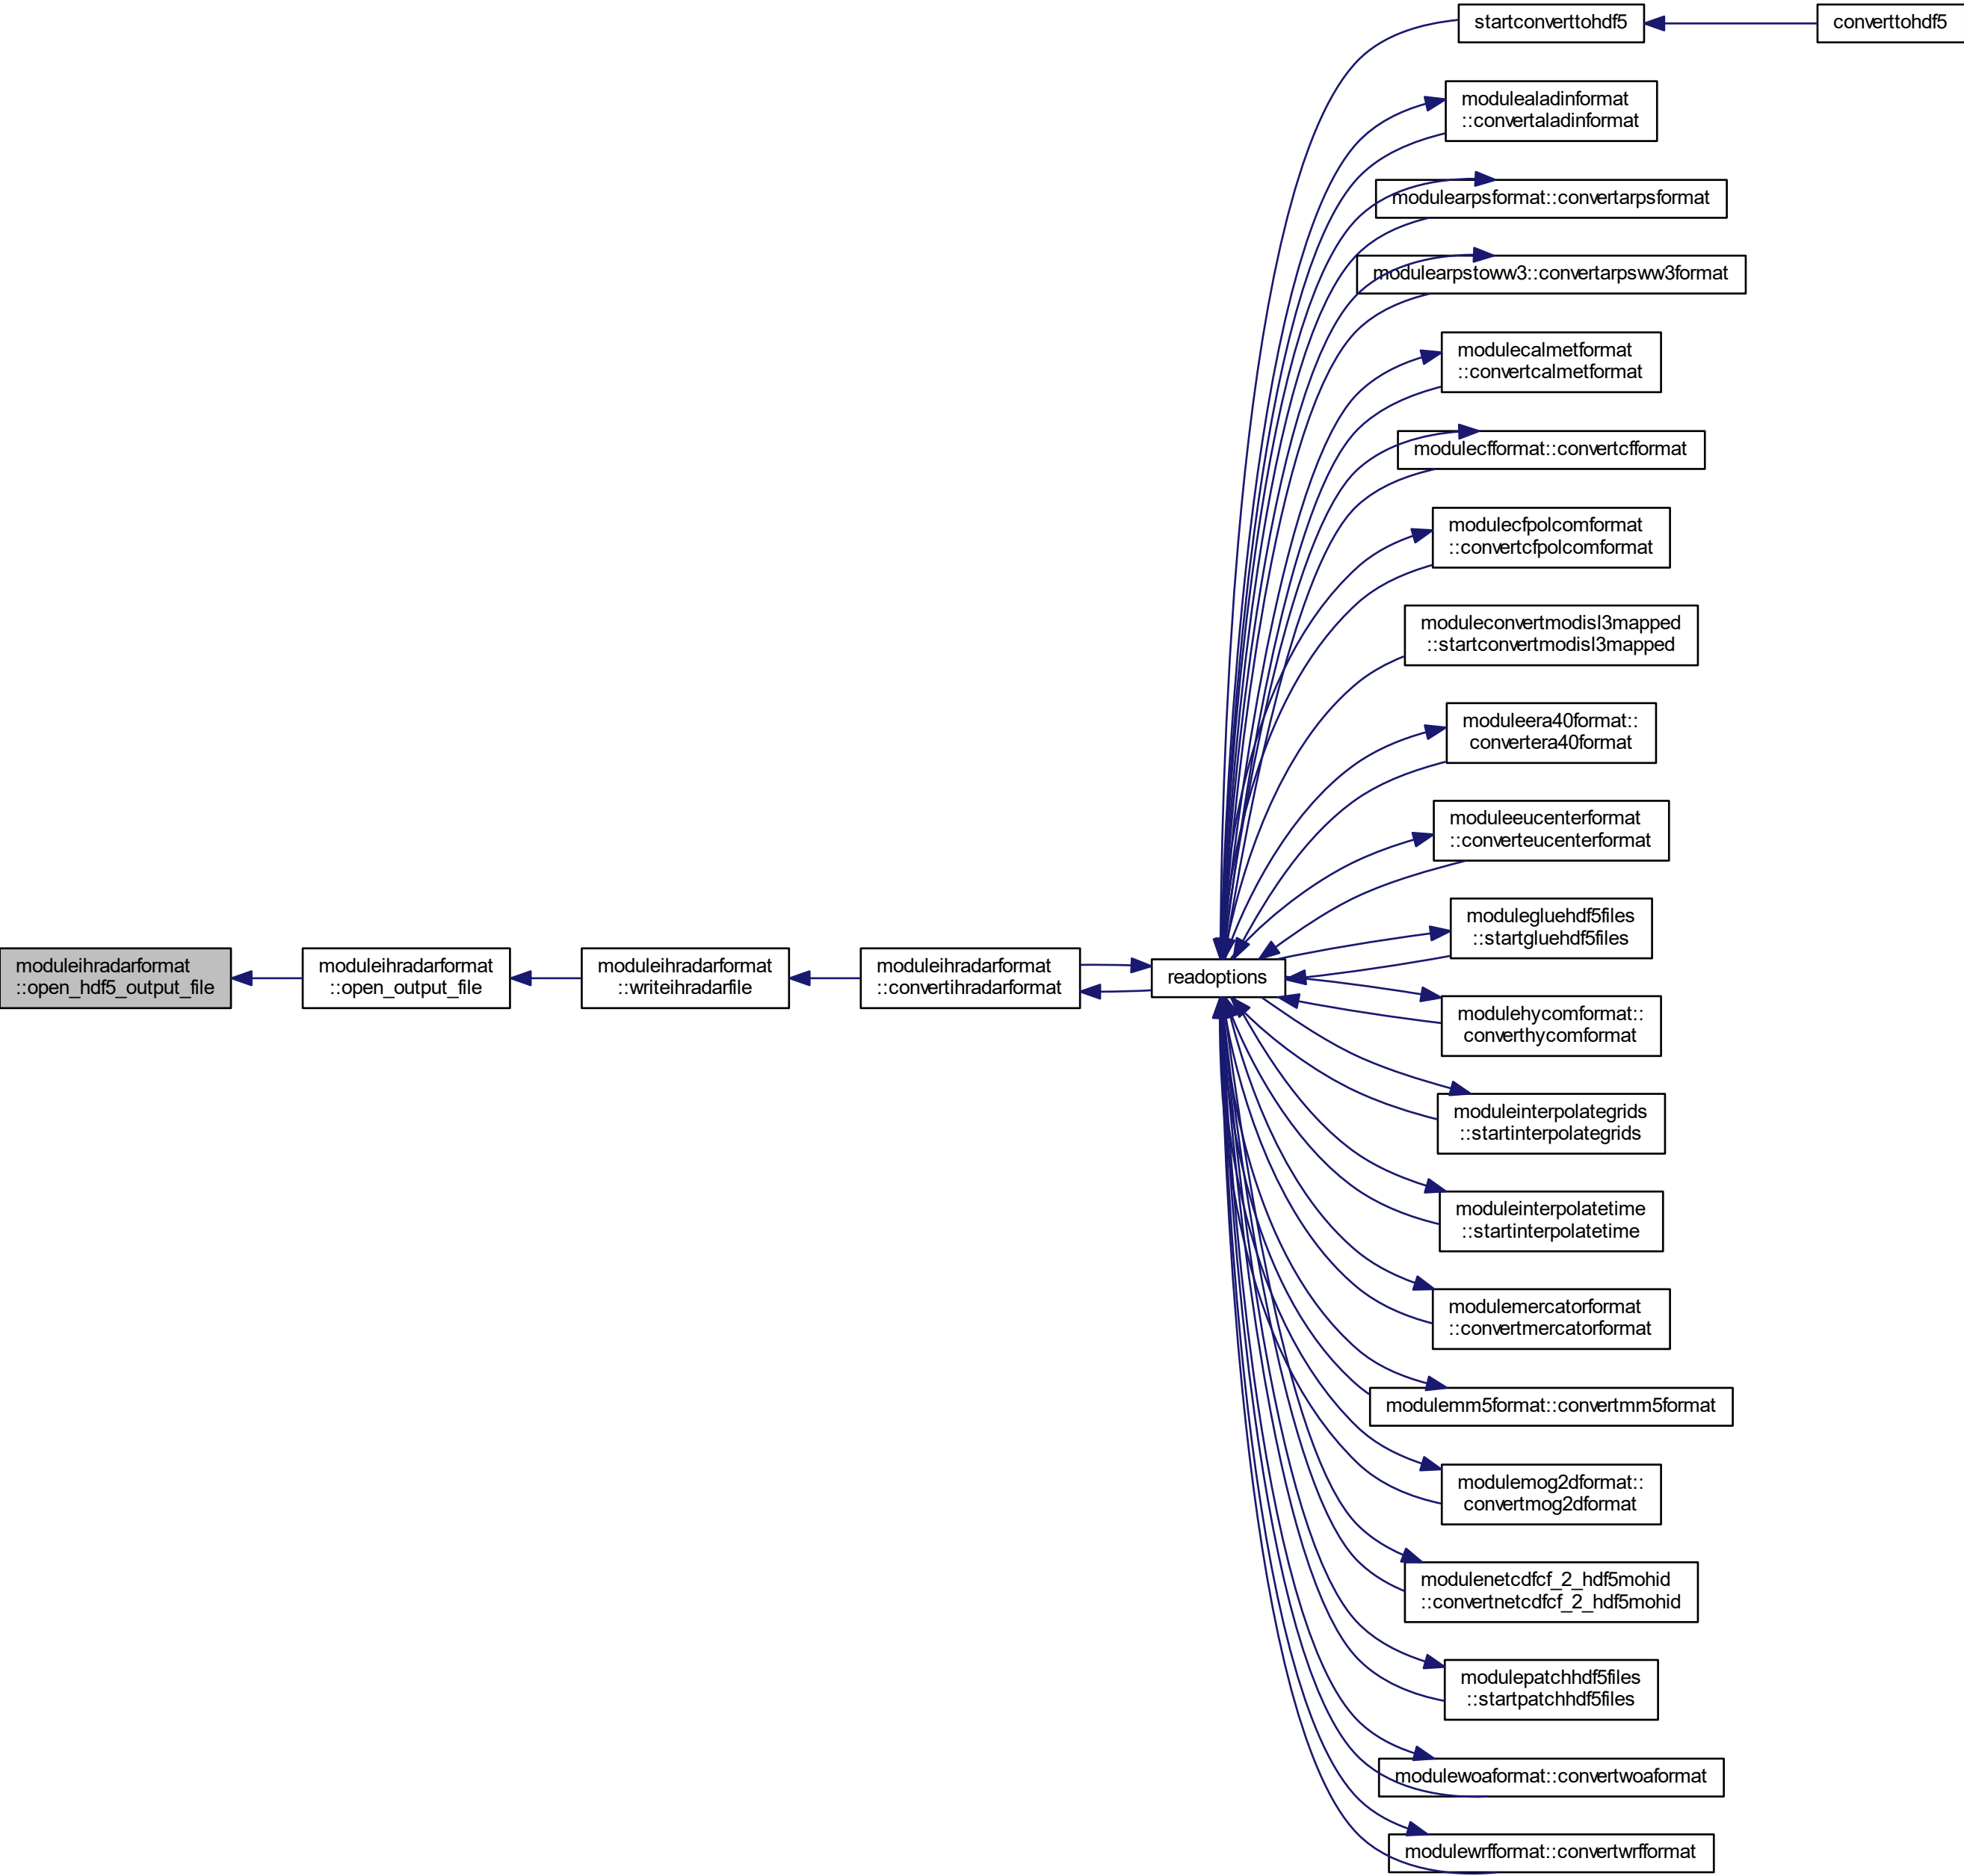 startconverttohdf5
converttohdf5
modulealadinformat
::convertaladinformat
modulearpsformat::convertarpsformat
modulearpstoww3::convertarpsww3format
modulecalmetformat
::convertcalmetformat
modulecfformat::convertcfformat
modulecfpolcomformat
::convertcfpolcomformat
moduleconvertmodisl3mapped
::startconvertmodisl3mapped
moduleera40format::
convertera40format
moduleeucenterformat
::converteucenterformat
modulegluehdf5files
::startgluehdf5files
moduleihradarformat
::open_hdf5_output_file
moduleihradarformat
::open_output_file
moduleihradarformat
::writeihradarfile
moduleihradarformat
::convertihradarformat
readoptions
modulehycomformat::
converthycomformat
moduleinterpolategrids
::startinterpolategrids
moduleinterpolatetime
::startinterpolatetime
modulemercatorformat
::convertmercatorformat
modulemm5format::convertmm5format
modulemog2dformat::
convertmog2dformat
modulenetcdfcf_2_hdf5mohid
::convertnetcdfcf_2_hdf5mohid
modulepatchhdf5files
::startpatchhdf5files
modulewoaformat::convertwoaformat
modulewrfformat::convertwrfformat